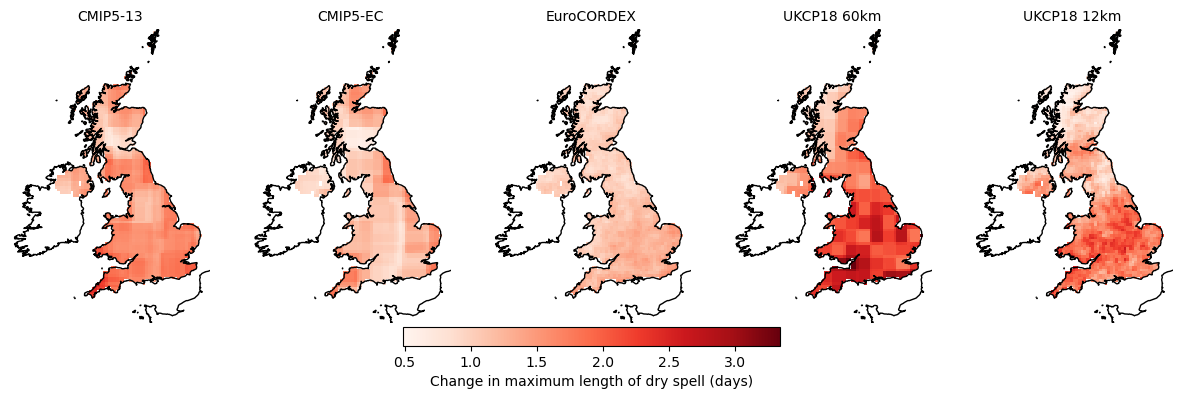 CMIP5-13 CMIP5-EC EuroCORDEX UKCP18 60km UKCP18 12km
0.5 1.0 1.5 2.0 2.5 3.0
Change in maximum length of dry spell (days)